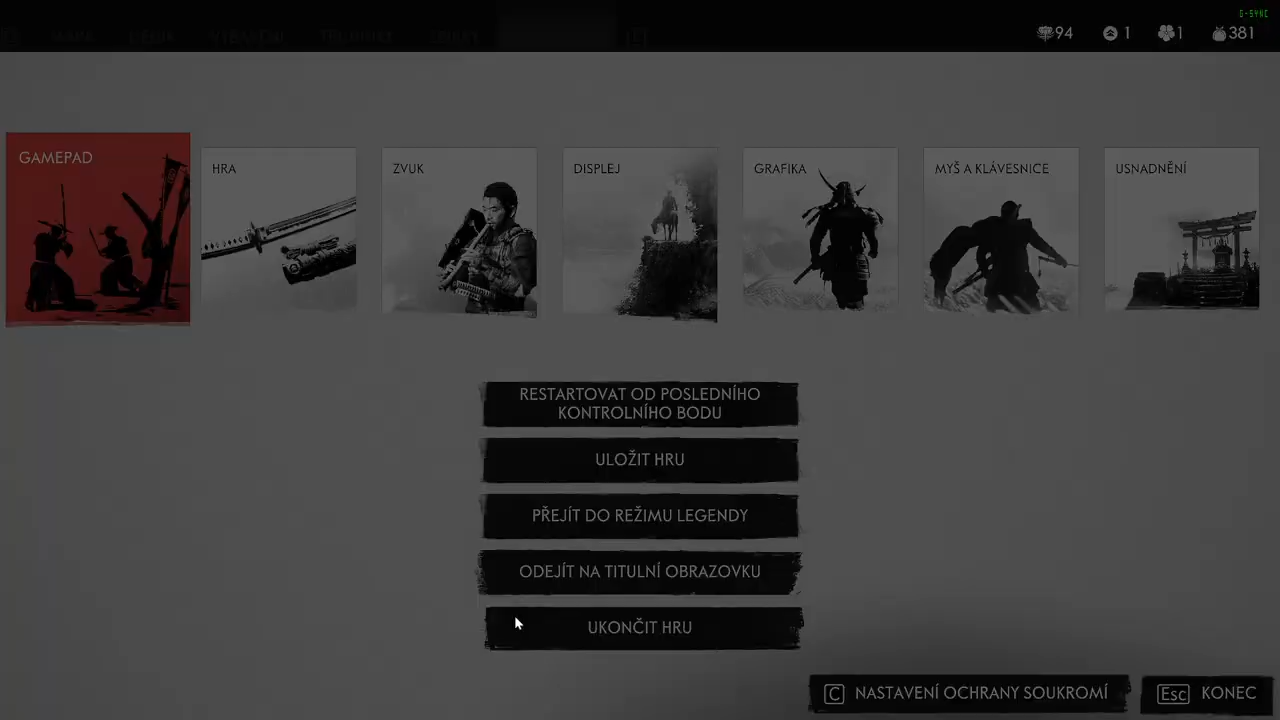 G-SYNC
94 1 1 381
GAMEPAD
HRA
ZVUK
DISPLEJ
GRAFIKA
MYŠ A KLÁVESNICE
USNADNĚNÍ
RESTARTOVAT OD POSLEDNÍHO
KONTROLNÍHO BODU
ULOŽIT HRU
PŘEJÍT DO REŽIMU LEGENDY
ODEJÍT NA TITULNÍ OBRAZOVKU
UKONČIT HRU
C NASTAVENÍ OCHRANY SOUKROMÍ
Esc KONEC